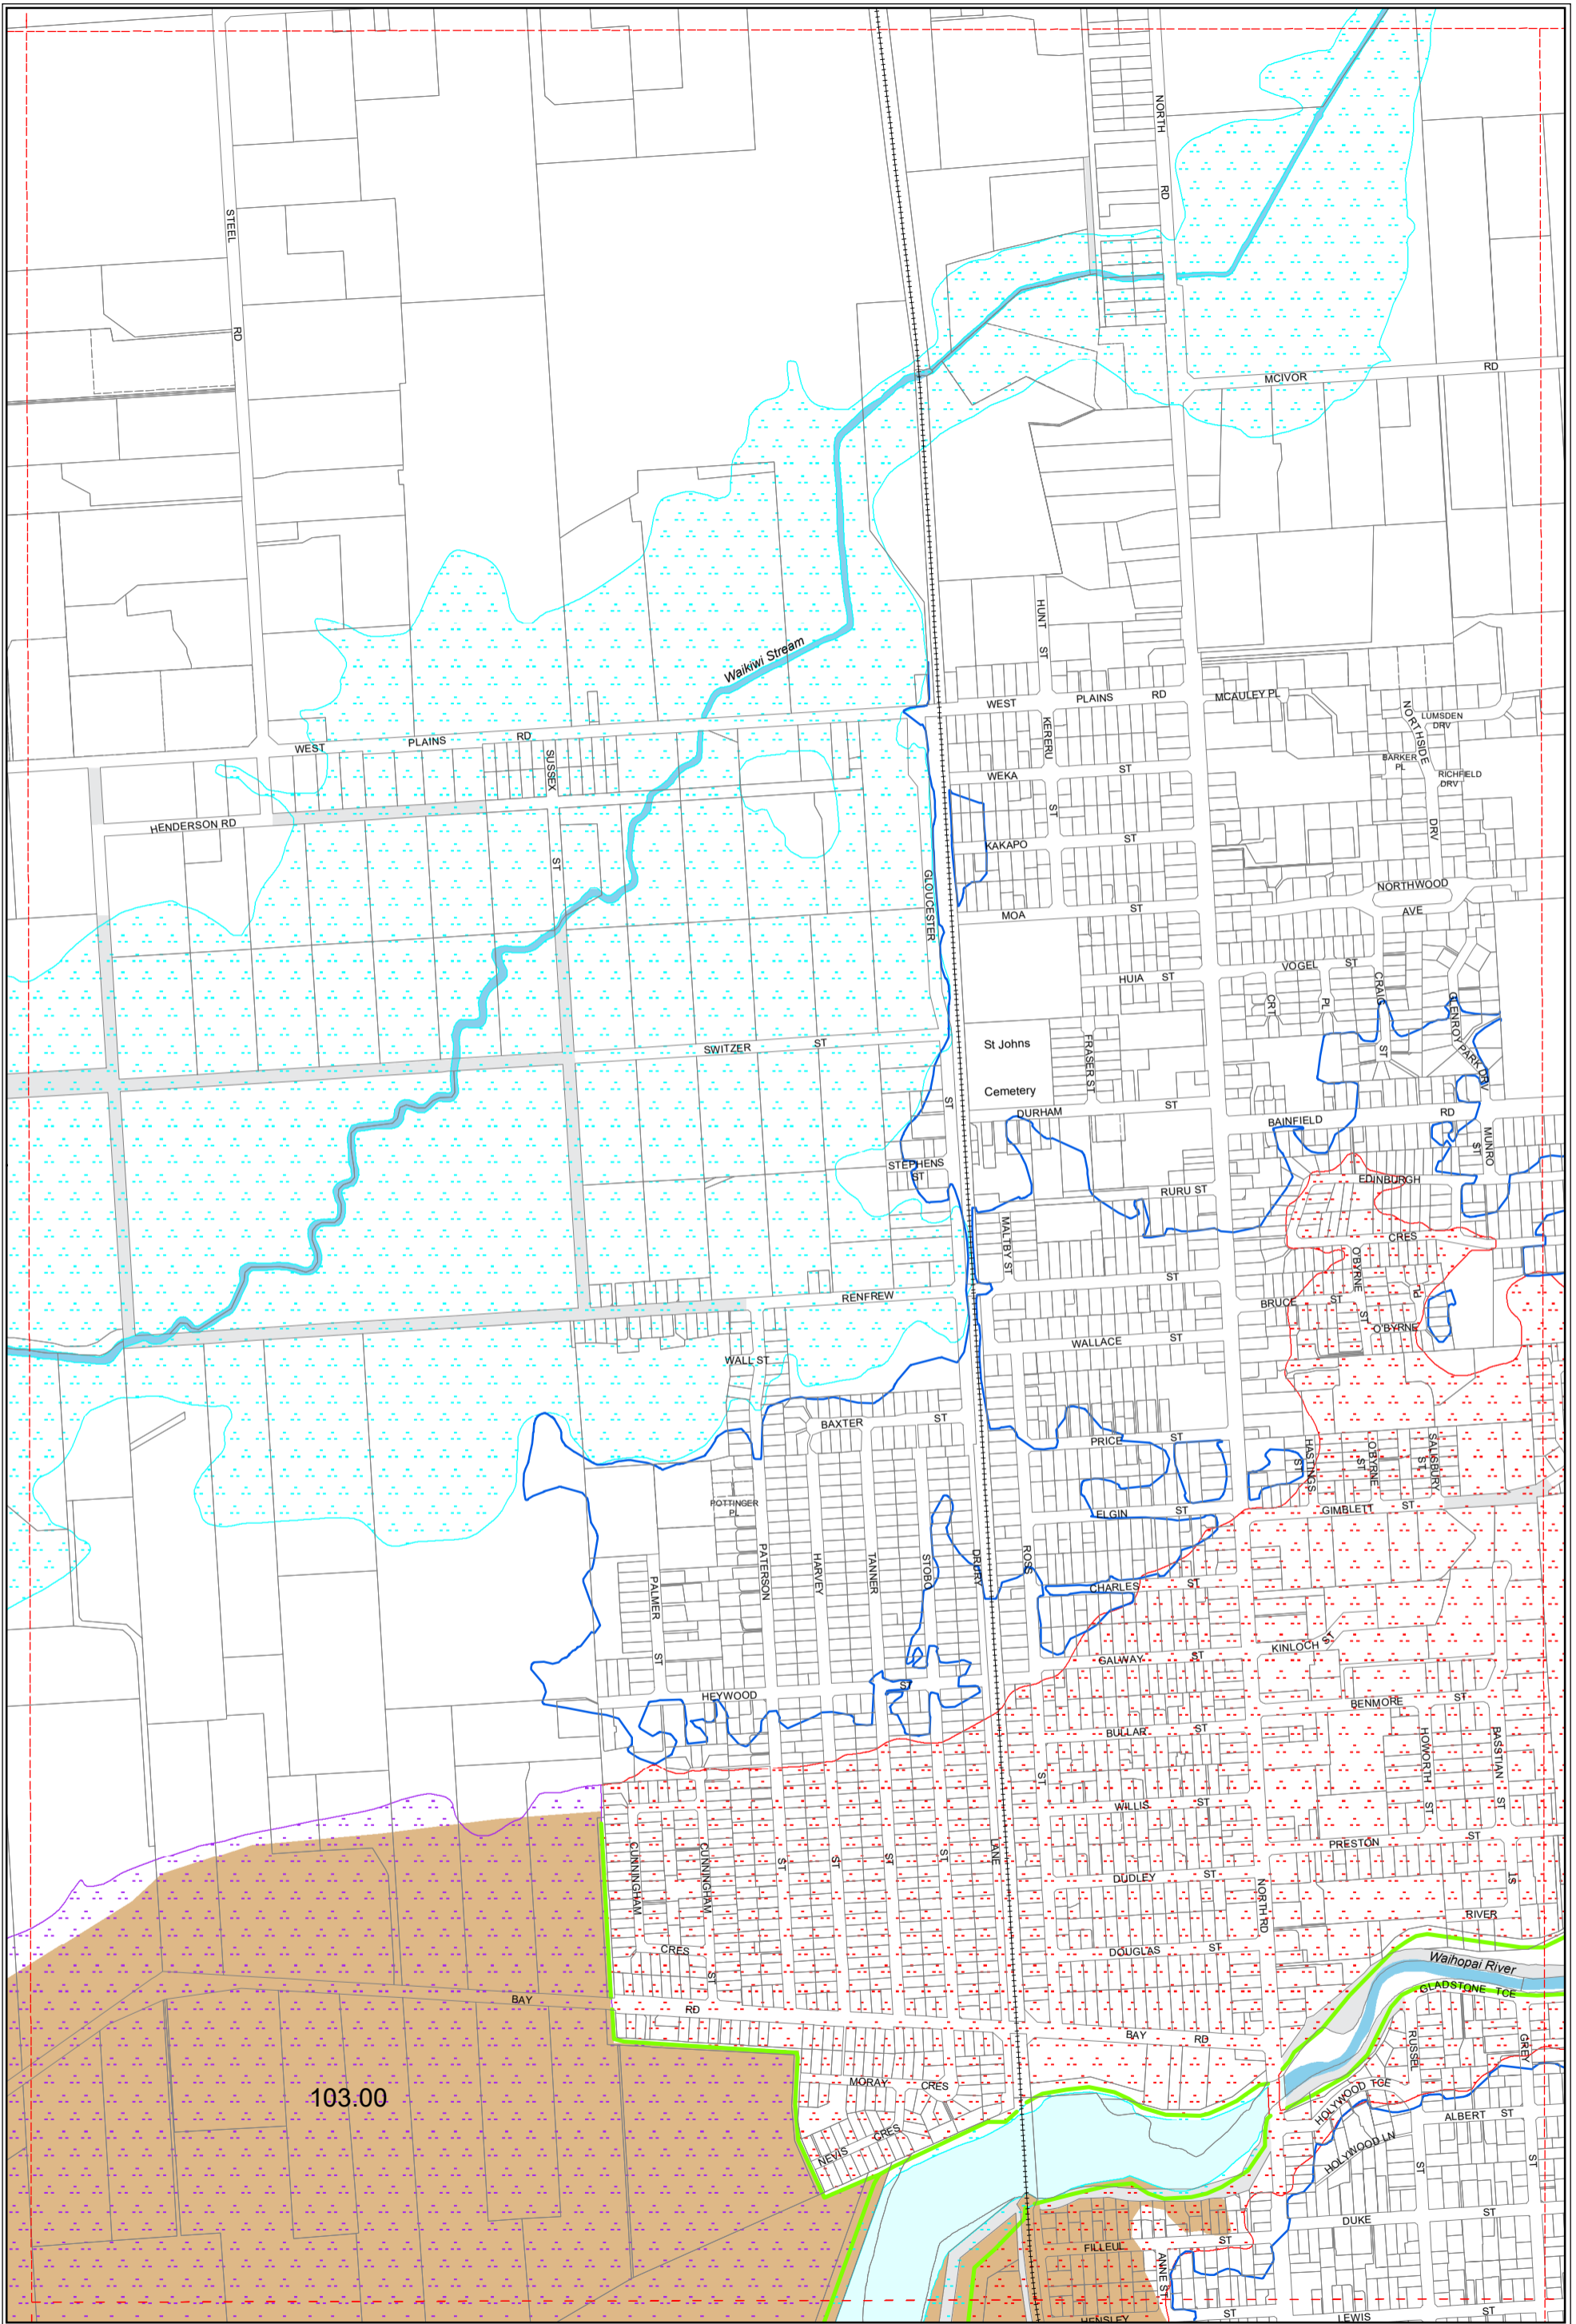 NORTH
RD
STEEL
RD
MCIVOR
RD
HUNT
ST
Waikiwi Stream
WEST
PLAINS
RD
MCAULEY PL
NORTHSIDE
DRV
LUMSDEN
DRV
WEST
PLAINS
RD
SUSSEX
ST
KERERU
ST
BARKER
PL
RICHFIELD
DRV
WEKA
ST
HENDERSON RD
KAKAPO
ST
GLOUCESTER
ST
NORTHWOOD
AVE
MOA
ST
VOGEL
ST
CRAIG
ST
HUIA
ST
CRT
PL
GLENROY PARK DRV
SWITZER
ST
St Johns
Cemetery
FRASER ST
DURHAM
ST
BAINFIELD
RD
MUNRO
ST
STEPHENS
ST
EDINBURGH
CRES
RURU ST
MALTBY ST
O'BYRNE
ST
PL
ST
RENFREW
BRUCE
ST
O'BYRNE
WALLACE
ST
WALL ST
BAXTER
ST
PRICE
ST
HASTINGS
ST
O'BYRNE
ST
SALISBURY
ST
POTTINGER
PL
ELGIN
ST
GIMBLETT
ST
PATERSON
HARVEY
TANNER
STOBO
DRURY
ROSS
PALMER
ST
CHARLES
ST
KINLOCH ST
GALWAY
ST
HEYWOOD
ST
BENMORE
ST
BULLAR
ST
HOWORTH
ST
BASSTIAN
ST
ST
WILLIS
ST
PRESTON
ST
CUNNINGHAM
CUNNINGHAM
ST
ST
ST
ST
LANE
DUDLEY
ST
NORTH RD
ST
RIVER
CRES
ST
DOUGLAS
ST
Waihopai River
GLADSTONE TCE
BAY
RD
BAY
RD
RUSSEL
ST
GREY
ST
103.00
MORAY
CRES
HOLYWOOD TCE
ALBERT
ST
NEVIS
CRES
HOLYWOOD LN
DUKE
ST
FILLEUL
ST
ANNE ST
HENSLEY
ST
LEWIS
ST